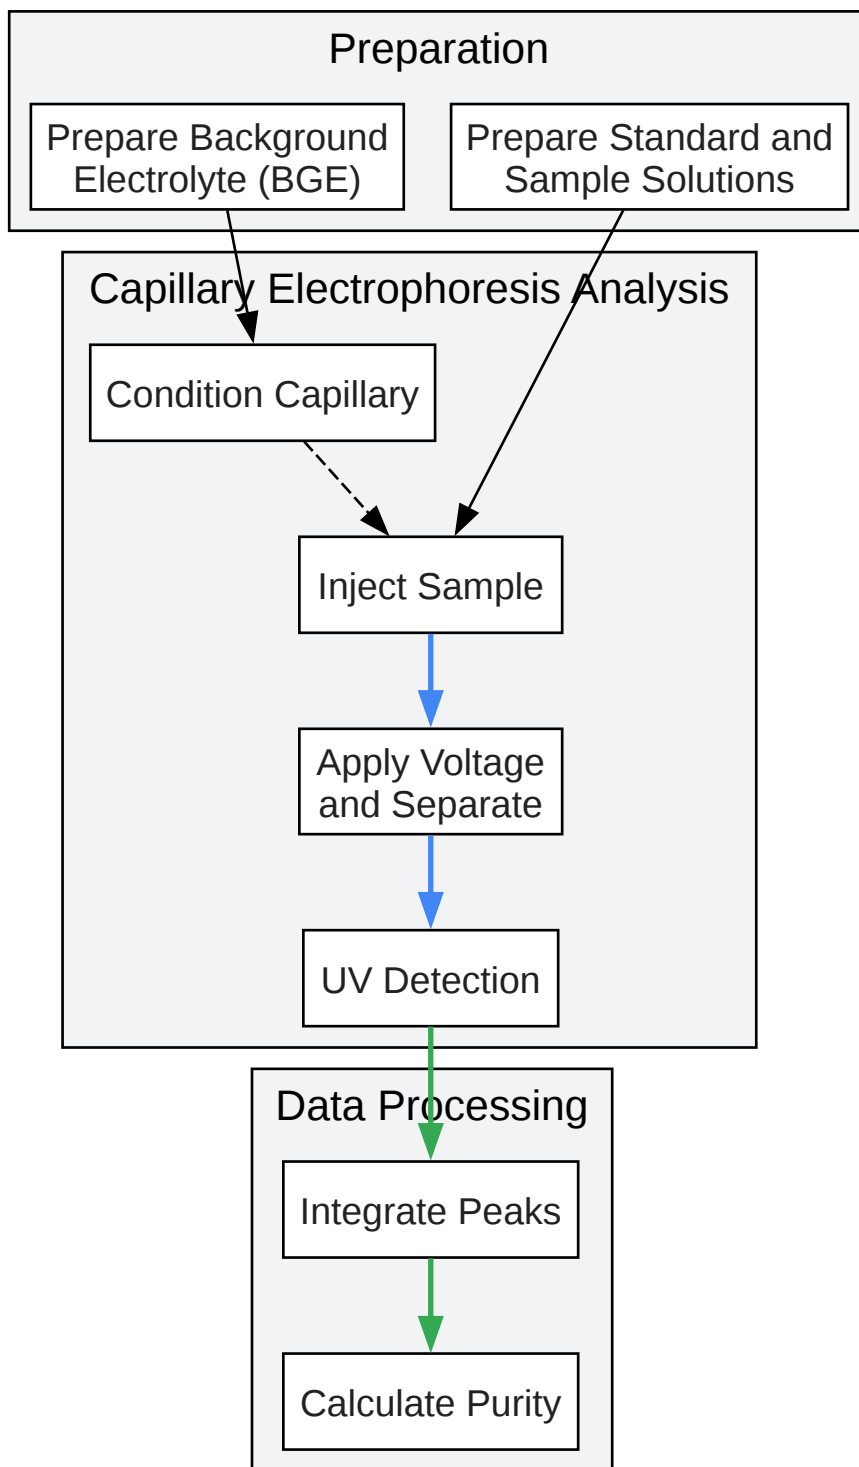 Preparation
Prepare Background
Electrolyte (BGE)
Prepare Standard and
Sample Solutions
Capillary Electrophoresis Analysis
Condition Capillary
Inject Sample
Apply Voltage
and Separate
UV Detection
Data Processing
Integrate Peaks
Calculate Purity